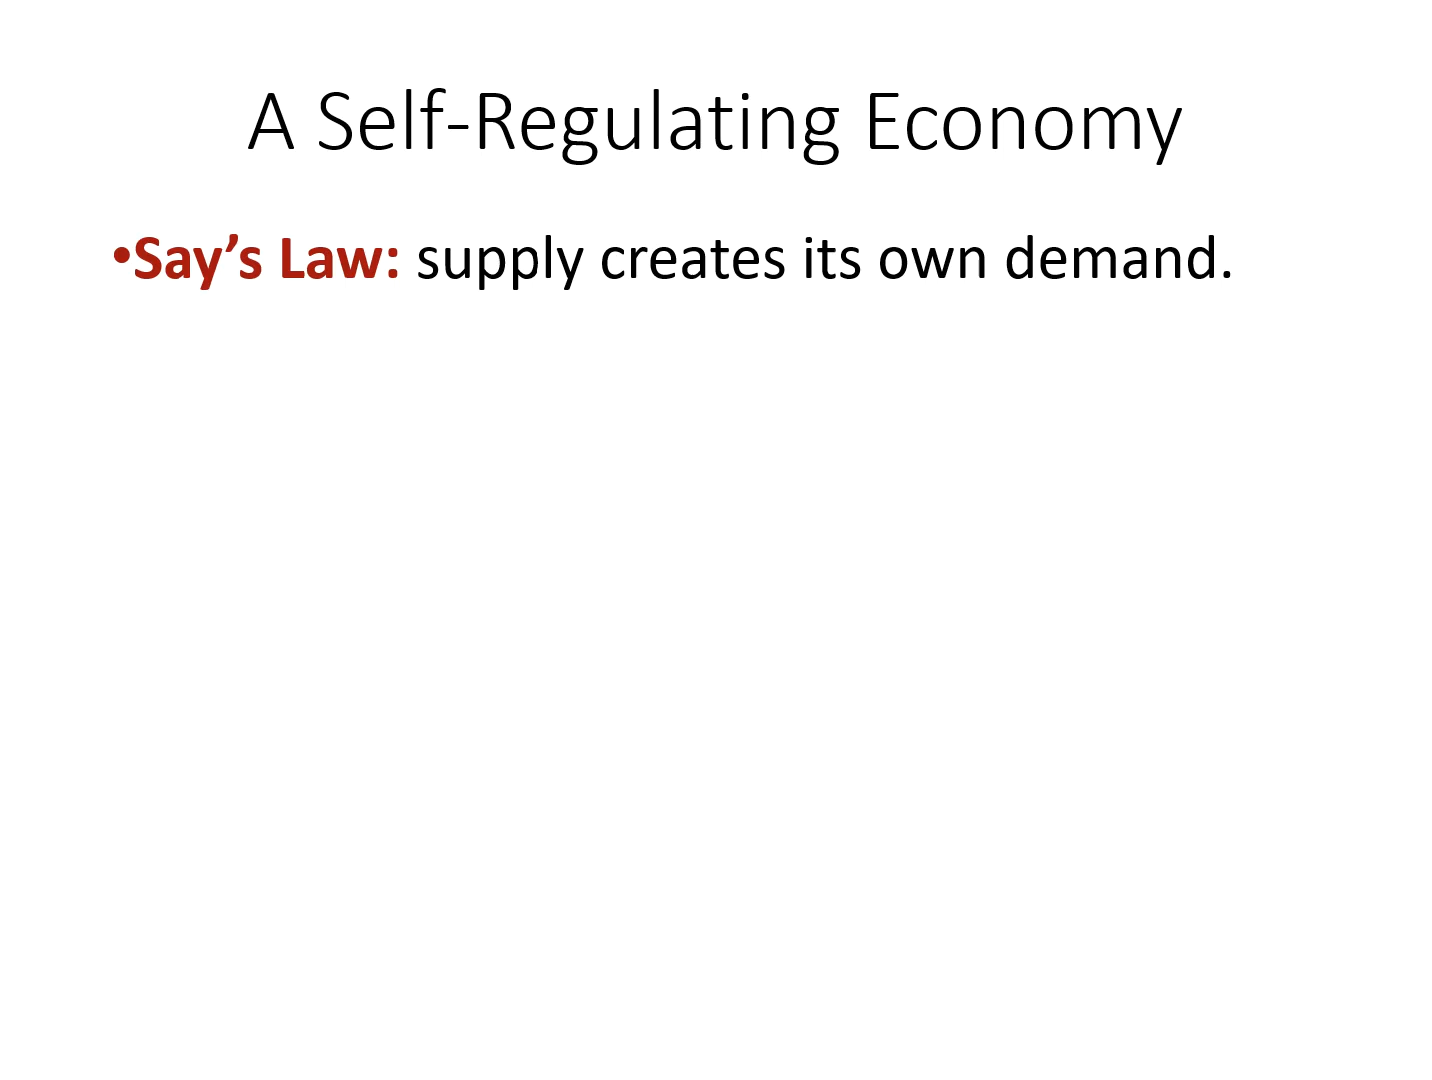 A Self-Regulating Economy
•Say’s Law: supply creates its own demand.